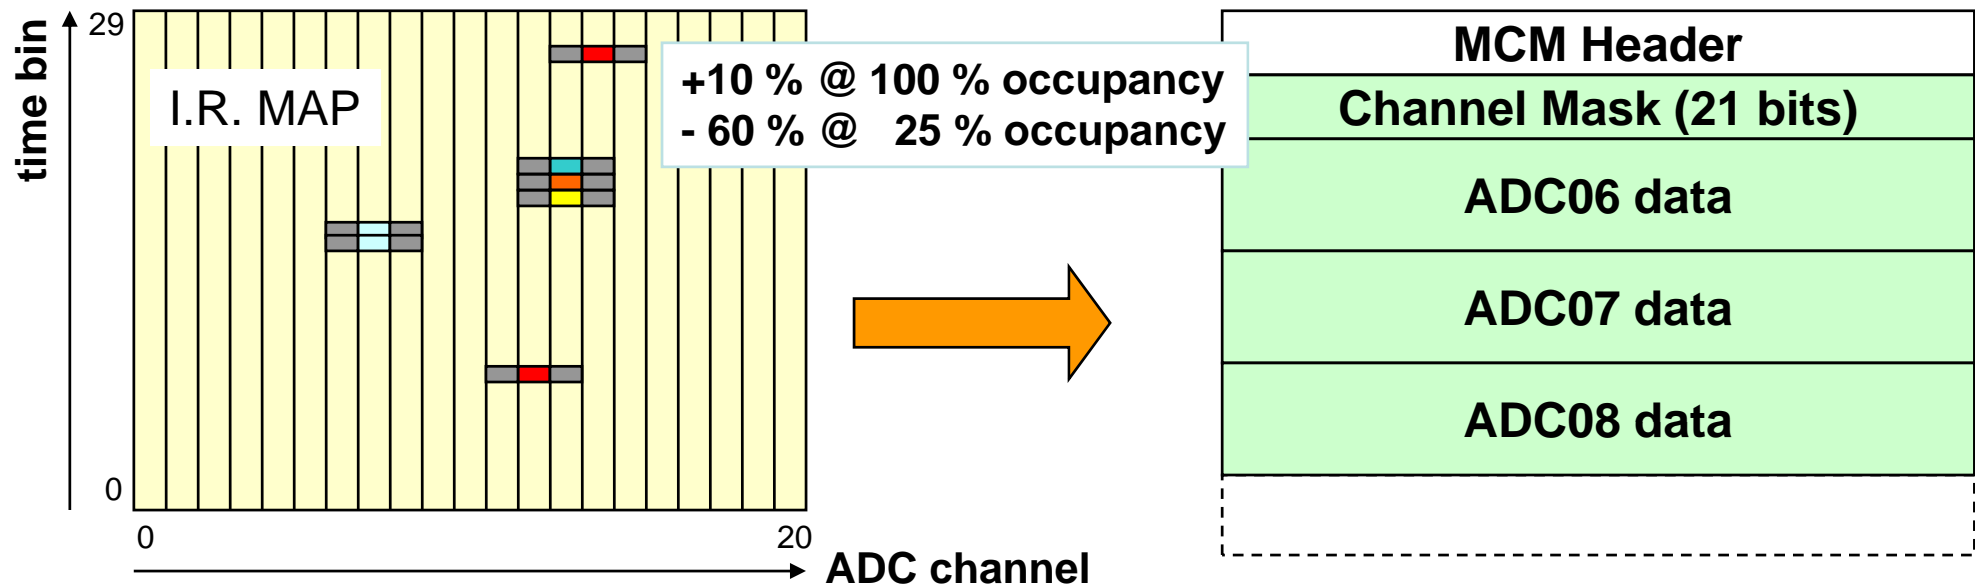 time bin
29
I.R. MAP
0
0
20
ADC channel
+10 % @ 100 % occupancy
- 60 % @ 25 % occupancy
MCM Header
Channel Mask (21 bits)
ADC06 data
ADC07 data
ADC08 data